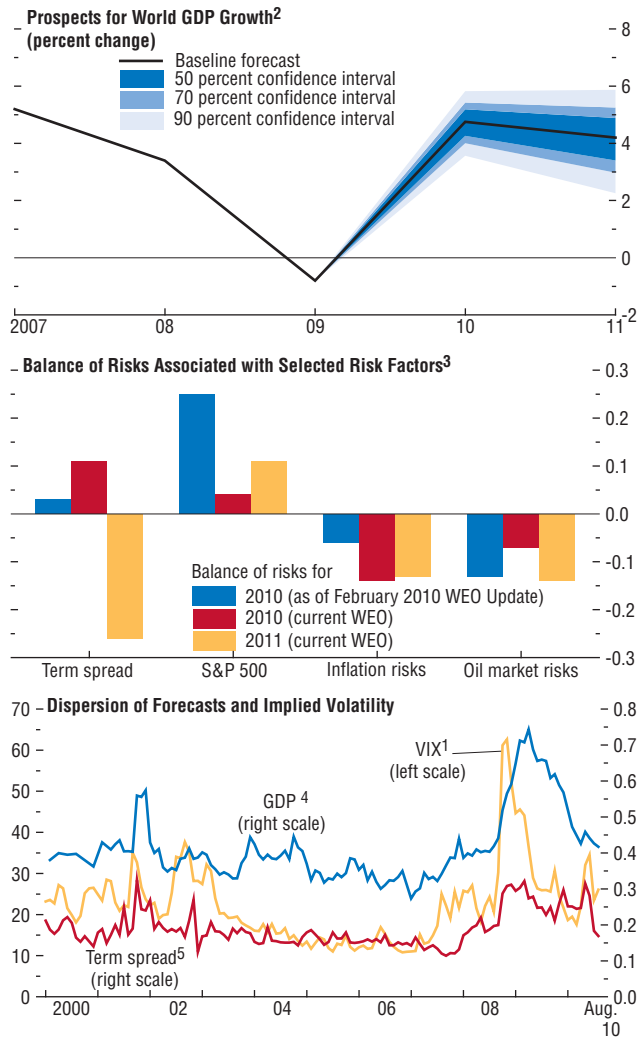 Prospects for World GDP Growth2
(percent change)
Baseline forecast
50 percent confidence interval
70 percent confidence interval
90 percent confidence interval
8
6
4
2
0
-2
2007 08 09 10 11
Balance of Risks Associated with Selected Risk Factors3
0.3
0.2
0.1
0.0
-0.1
-0.2
-0.3
Balance of risks for
2010 (as of February 2010 WEO Update)
2010 (current WEO)
2011 (current WEO)
Term spread S&P 500 Inflation risks Oil market risks
Dispersion of Forecasts and Implied Volatility
70
60
50
40
30
20
10
0
VIX1
(left scale)
GDP 4
(right scale)
Term spread5
(right scale)
0.8
0.7
0.6
0.5
0.4
0.3
0.2
0.1
0.0
2000 02 04 06 08 Aug.
10